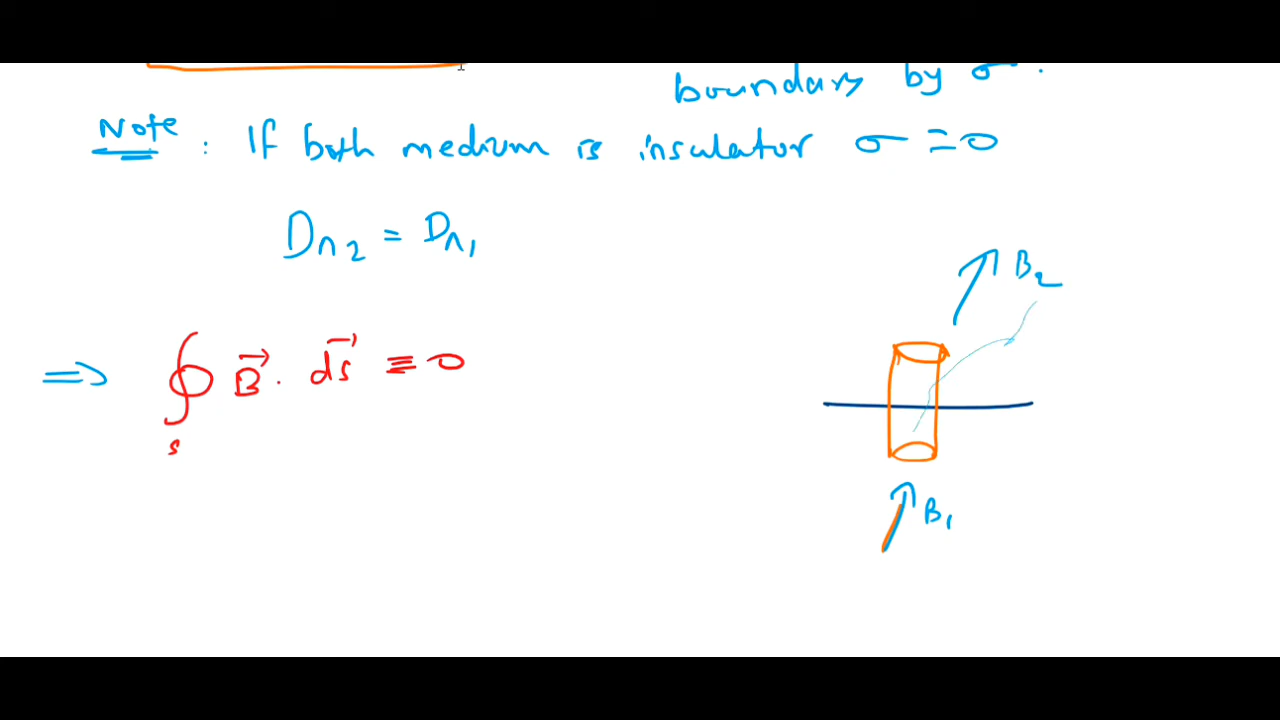 boundary by σ.
Note : If both medium is insulator σ = 0
Dn2 = Dn1
B2
⇒ ∮s B⃗ . ds⃗ = 0
B1